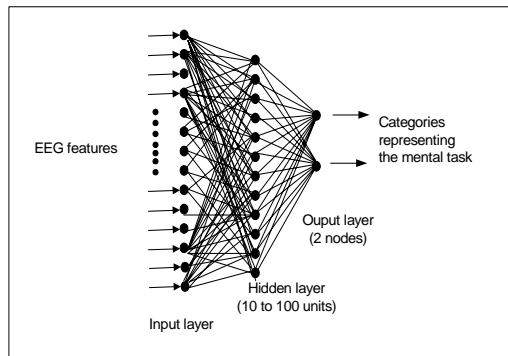 EEG features
Categories
representing
the mental task
Ouput layer
(2 nodes)
Hidden layer
(10 to 100 units)
Input layer